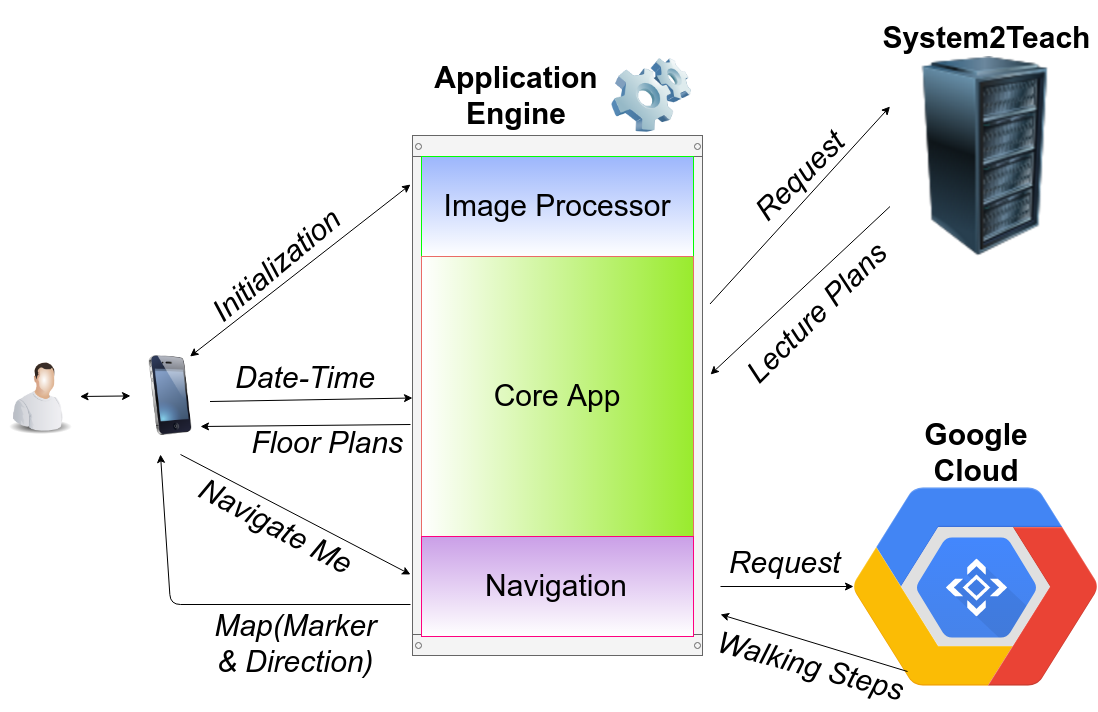 System2Teach
Application
Engine
Image Processor
Request
Initialization
Lecture Plans
Date-Time
Core App
Floor Plans
Google
Cloud
Navigate Me
Navigation
Request
Map(Marker
& Direction)
Walking Steps